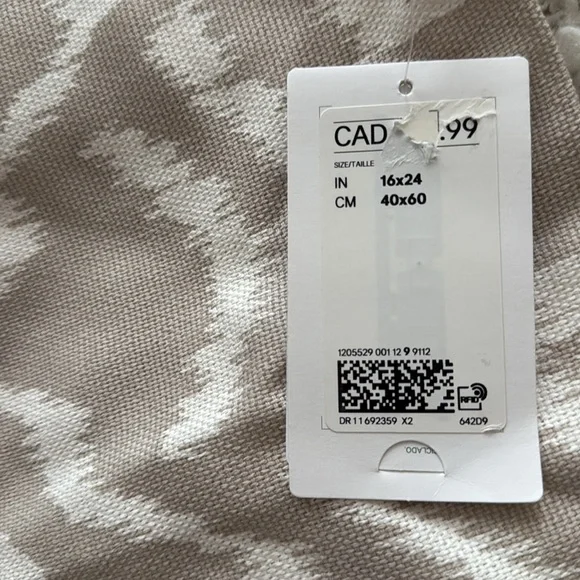 CAD .99
SIZE/TAILLE
IN 16x24
CM 40x60
1205529 001 12 9 9112
RFID
DR 11 692359 X2 642D9